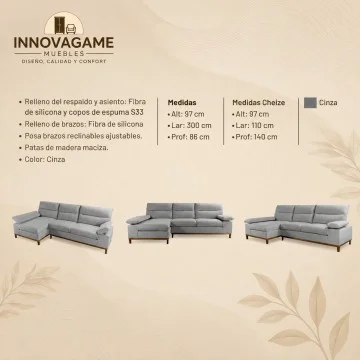 INNOVAGAME
MUEBLES
DISEÑO, CALIDAD Y CONFORT
• Relleno del respaldo y asiento: Fibra
de silicona y copos de espuma S33
• Relleno de brazos: Fibra de silicona
• Posa brazos reclinables ajustables.
• Patas de madera maciza.
• Color: Cinza
Medidas
• Alt: 97 cm
• Lar: 300 cm
• Prof: 86 cm
Medidas Cheize
• Alt: 97 cm
• Lar: 110 cm
• Prof: 140 cm
Cinza